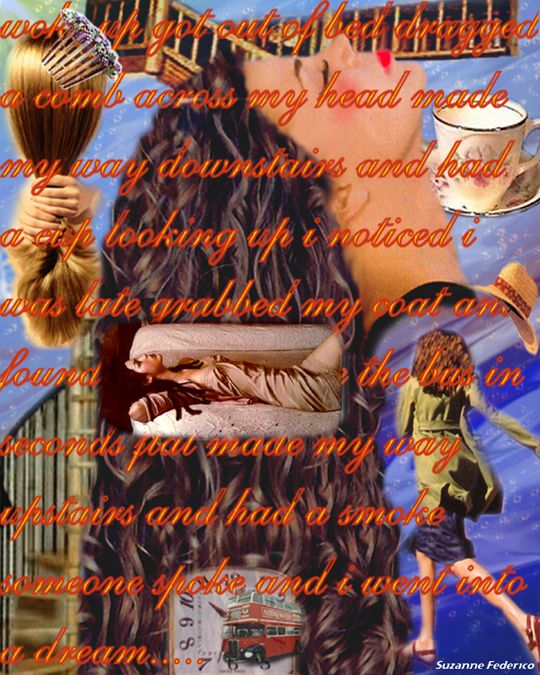 woke up got out of bed dragged
a comb across my head made
my way downstairs and had
a cup looking up i noticed i
was late grabbed my coat and
found the bus in
seconds flat made my way
upstairs and had a smoke
someone spoke and i went into
a dream.....
Suzanne Federico